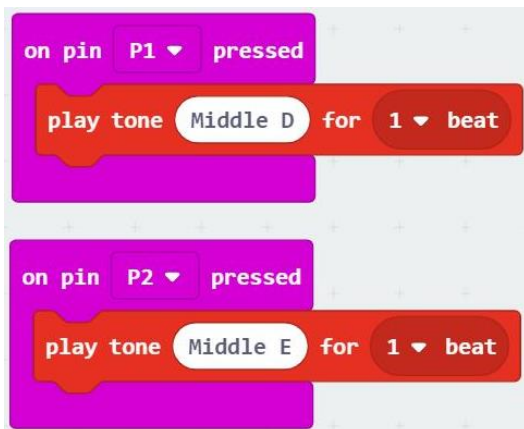 on pin P1 pressed
play tone Middle D for 1 beat
on pin P2 pressed
play tone Middle E for 1 beat